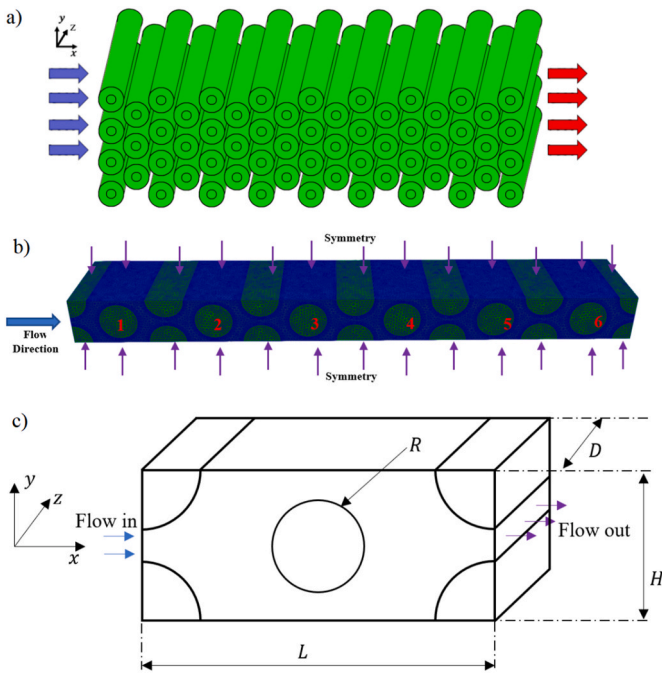 a)
y
z
x
b)
Symmetry
1
2
3
4
5
6
Flow
Direction
Symmetry
c)
R
D
y
z
x
Flow in
Flow out
H
L